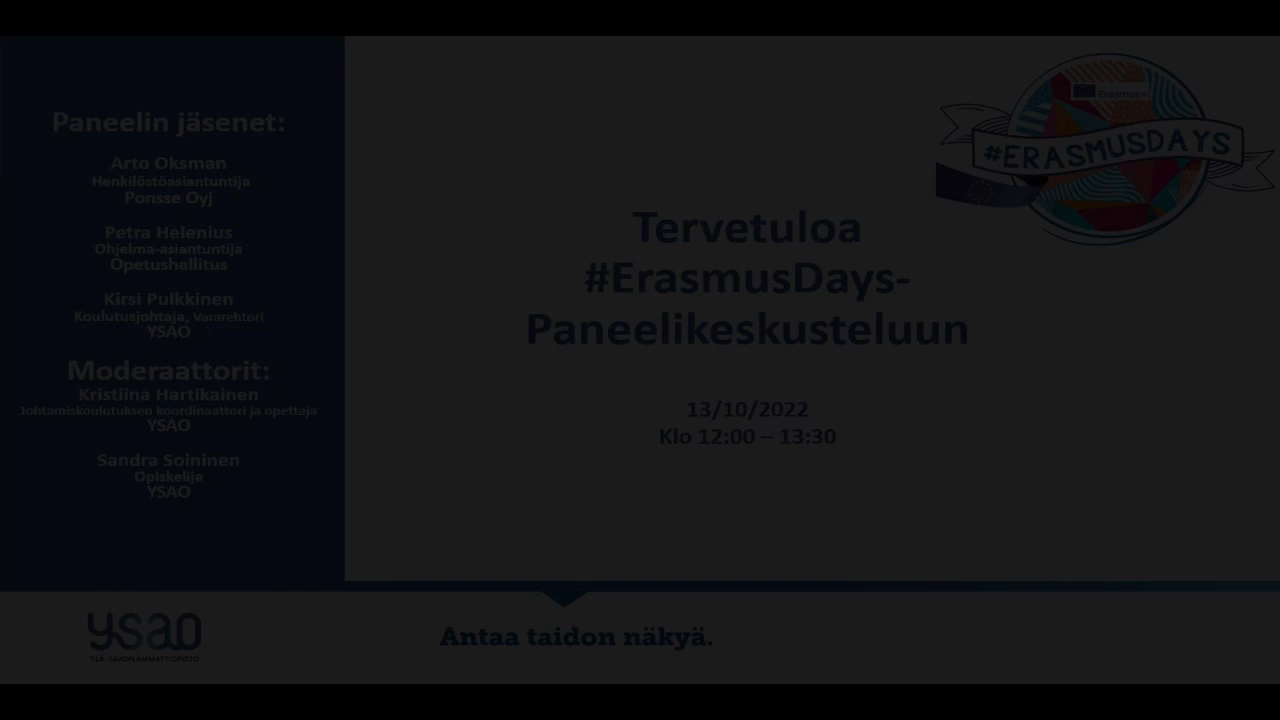 Paneelin jäsenet:
Arto Oksman
Henkilöstöasiantuntija
Ponsse Oyj
Petra Helenius
Ohjelma-asiantuntija
Opetushallitus
Kirsi Pulkkinen
Koulutusjohtaja, Vararehtori
YSAO
Moderaattorit:
Kristiina Hartikainen
Johtamiskoulutuksen koordinaattori ja opettaja
YSAO
Sandra Soininen
Opiskelija
YSAO
Erasmus+
#ERASMUSDAYS
Tervetuloa
#ErasmusDays-
Paneelikeskusteluun
13/10/2022
Klo 12:00 – 13:30
ysao
YLÄ-SAVON AMMATTIOPISTO
Antaa taidon näkyä.